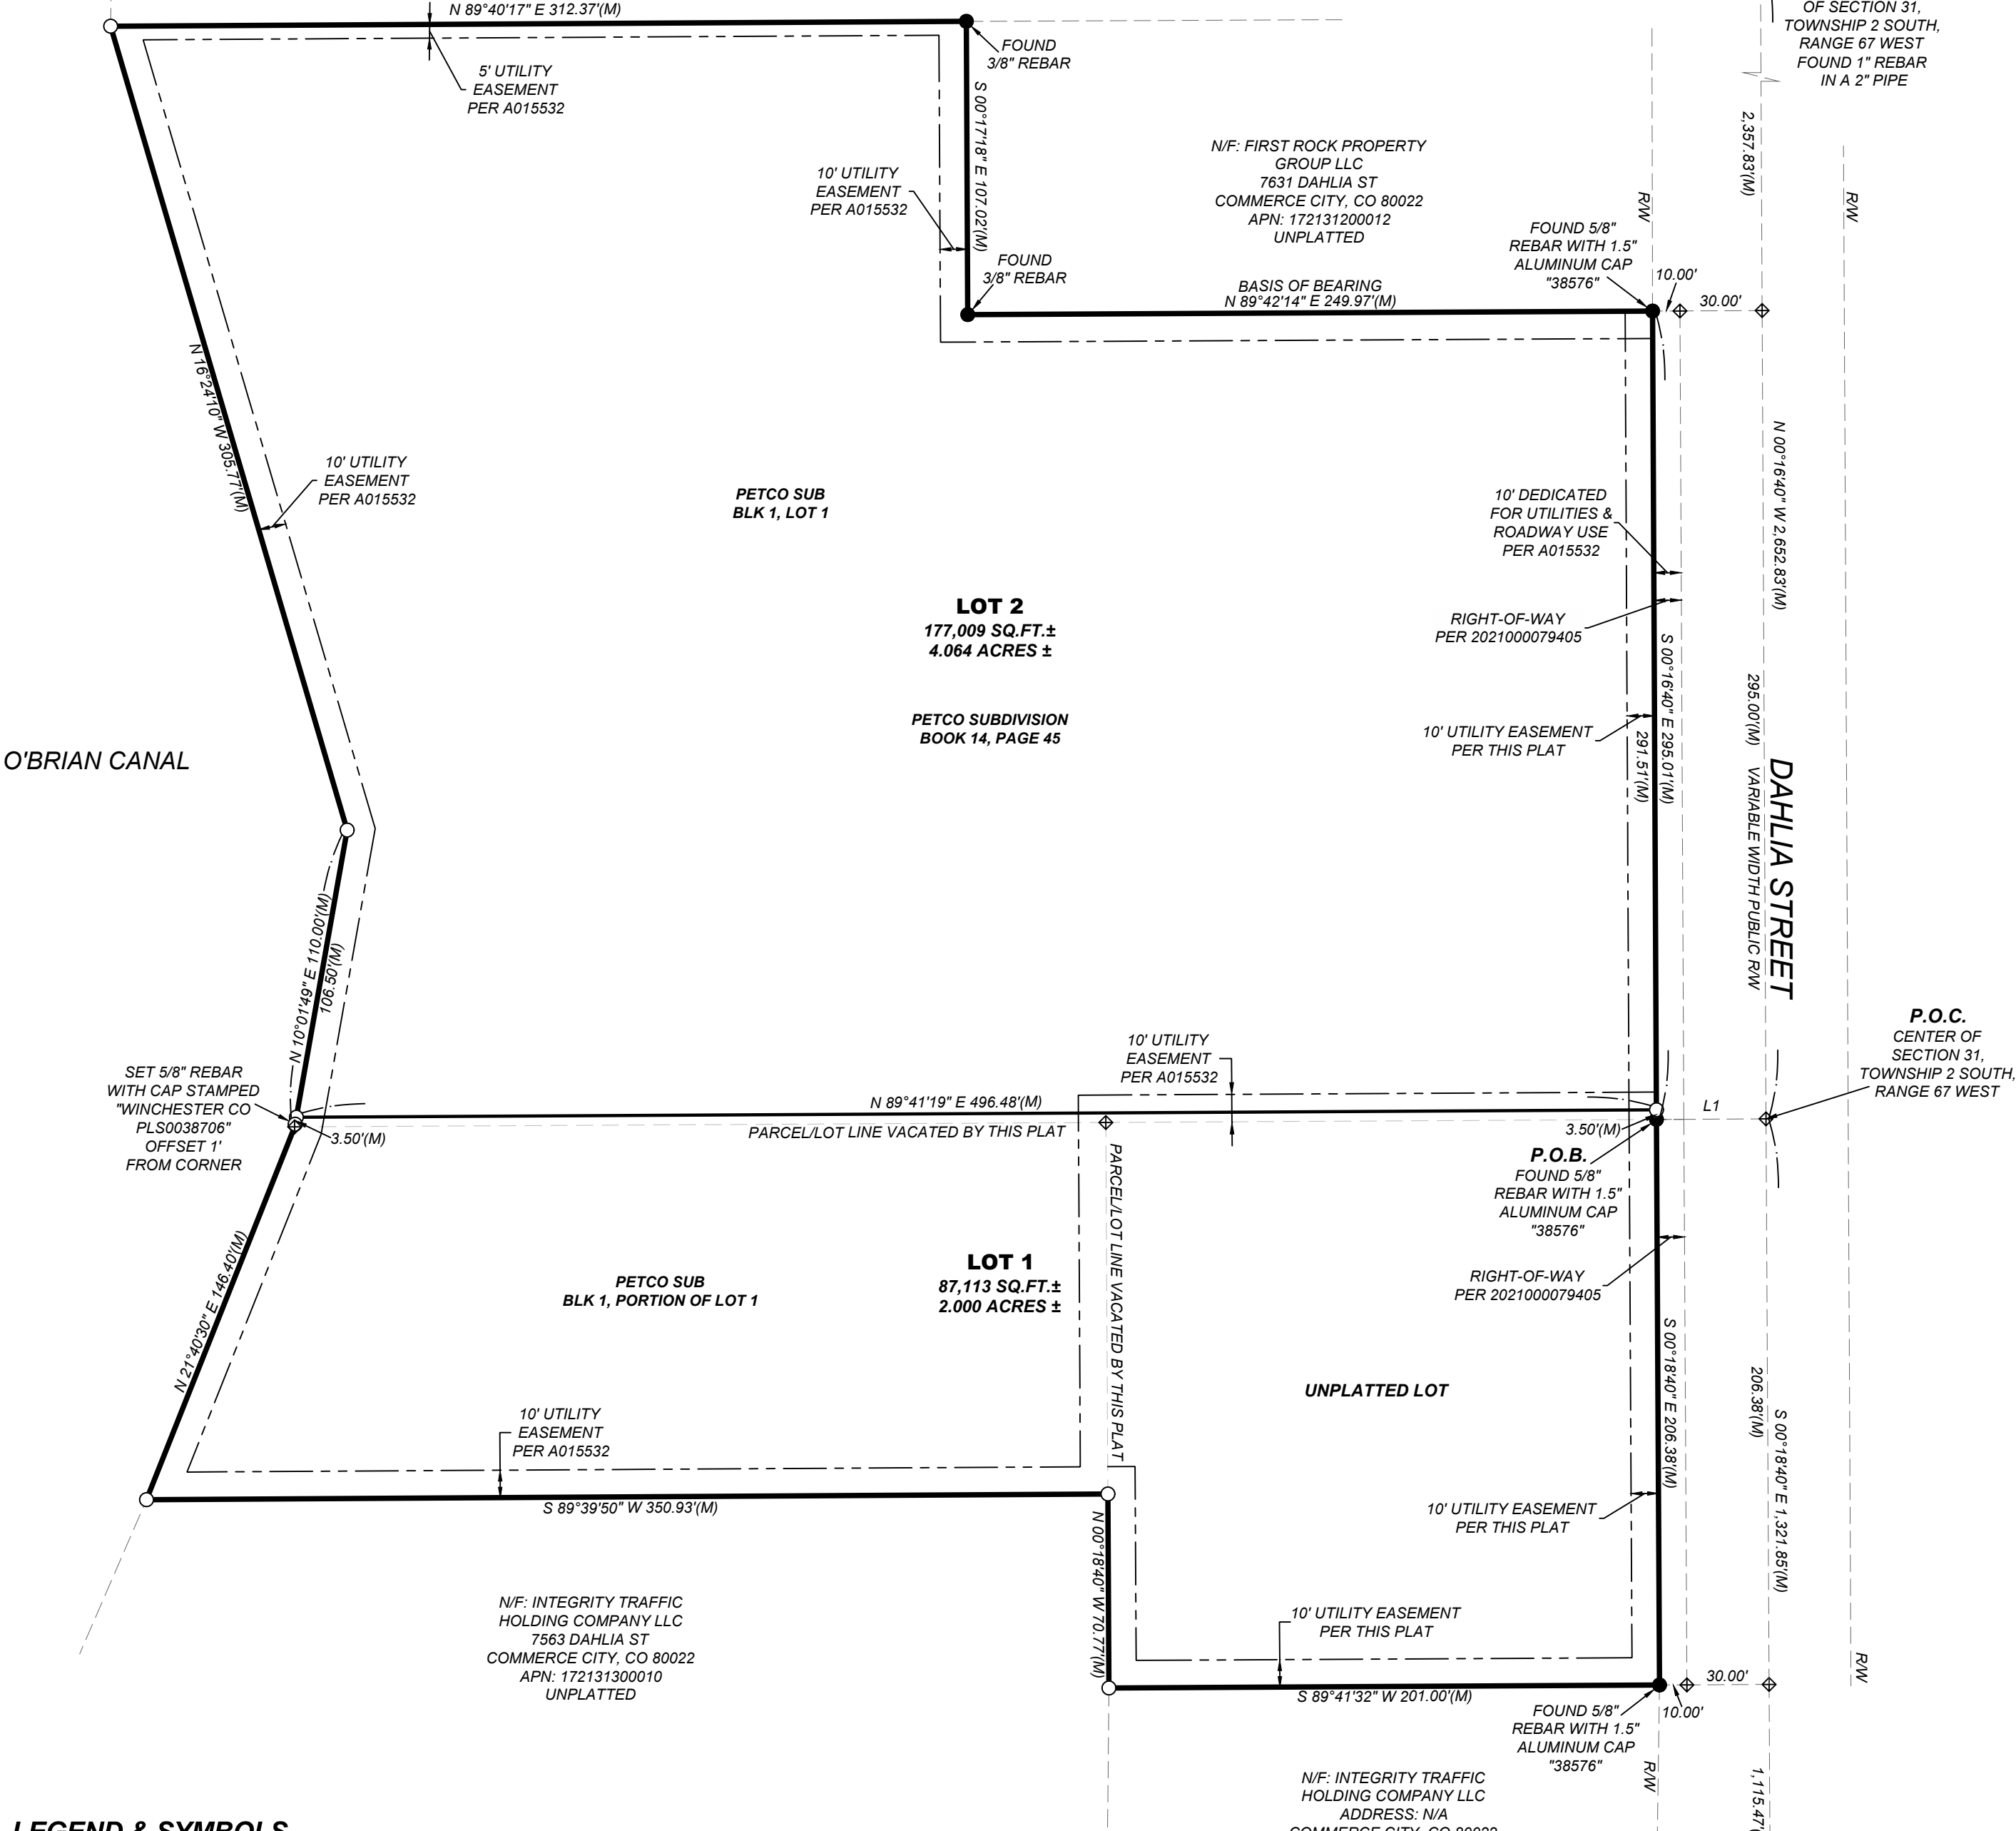 N 89°40'17" E 312.37'(M)
5' UTILITY
EASEMENT
PER A015532
FOUND
3/8" REBAR
S 00°17'18" E 107.02'(M)
10' UTILITY
EASEMENT
PER A015532
FOUND
3/8" REBAR
N/F: FIRST ROCK PROPERTY
GROUP LLC
7631 DAHLIA ST
COMMERCE CITY, CO 80022
APN: 172131200012
UNPLATTED
BASIS OF BEARING
N 89°42'14" E 249.97'(M)
FOUND 5/8"
REBAR WITH 1.5"
ALUMINUM CAP
"38576"
10.00'
30.00'
R/W
R/W
2,357.83'(M)
OF SECTION 31,
TOWNSHIP 2 SOUTH,
RANGE 67 WEST
FOUND 1" REBAR
IN A 2" PIPE
N 16°24'10" W 305.77'(M)
10' UTILITY
EASEMENT
PER A015532
PETCO SUB
BLK 1, LOT 1
LOT 2
177,009 SQ.FT.±
4.064 ACRES ±
PETCO SUBDIVISION
BOOK 14, PAGE 45
10' DEDICATED
FOR UTILITIES &
ROADWAY USE
PER A015532
RIGHT-OF-WAY
PER 2021000079405
10' UTILITY EASEMENT
PER THIS PLAT
S 00°16'40" E 295.01'(M)
291.51'(M)
N 00°16'40" W 2,652.83'(M)
295.00'(M)
VARIABLE WIDTH PUBLIC R/W
DAHLIA STREET
O'BRIAN CANAL
N 10°01'49" E 110.00'(M)
106.50'(M)
SET 5/8" REBAR
WITH CAP STAMPED
"WINCHESTER CO
PLS0038706"
OFFSET 1'
FROM CORNER
3.50'(M)
N 89°41'19" E 496.48'(M)
PARCEL/LOT LINE VACATED BY THIS PLAT
10' UTILITY
EASEMENT
PER A015532
3.50'(M)
P.O.B.
FOUND 5/8"
REBAR WITH 1.5"
ALUMINUM CAP
"38576"
L1
P.O.C.
CENTER OF
SECTION 31,
TOWNSHIP 2 SOUTH,
RANGE 67 WEST
PARCEL/LOT LINE VACATED BY THIS PLAT
N 21°40'30" E 146.40'(M)
PETCO SUB
BLK 1, PORTION OF LOT 1
LOT 1
87,113 SQ.FT.±
2.000 ACRES ±
RIGHT-OF-WAY
PER 2021000079405
UNPLATTED LOT
S 00°18'40" E 206.38'(M)
206.38'(M)
S 00°18'40" E 1,321.85'(M)
10' UTILITY
EASEMENT
PER A015532
S 89°39'50" W 350.93'(M)
N 00°18'40" W 70.77'(M)
10' UTILITY EASEMENT
PER THIS PLAT
10' UTILITY EASEMENT
PER THIS PLAT
S 89°41'32" W 201.00'(M)
N/F: INTEGRITY TRAFFIC
HOLDING COMPANY LLC
7563 DAHLIA ST
COMMERCE CITY, CO 80022
APN: 172131300010
UNPLATTED
30.00'
10.00'
R/W
FOUND 5/8"
REBAR WITH 1.5"
ALUMINUM CAP
"38576"
R/W
1,115.47'
N/F: INTEGRITY TRAFFIC
HOLDING COMPANY LLC
ADDRESS: N/A
COMMERCE CITY, CO 80022
LEGEND & SYMBOLS